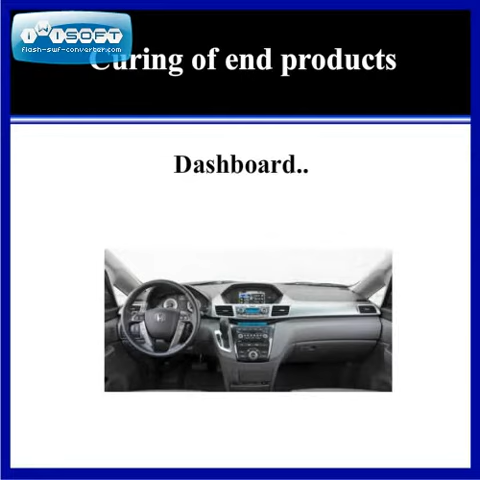 iWiSOFT
flash-swf-converter.com
Curing of end products
Dashboard..